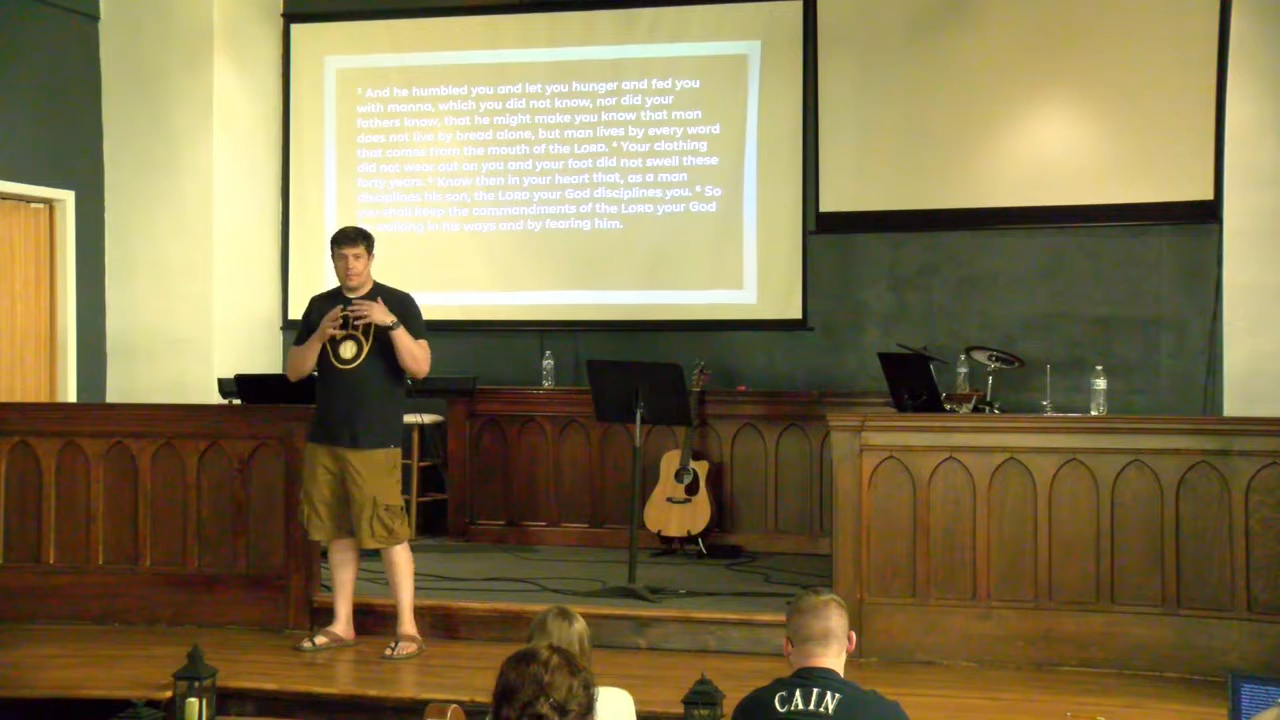 3 And he humbled you and let you hunger and fed you
with manna, which you did not know, nor did your
fathers know, that he might make you know that man
does not live by bread alone, but man lives by every word
that comes from the mouth of the LORD. 4 Your clothing
did not wear out on you and your foot did not swell these
forty years. 5 Know then in your heart that, as a man
disciplines his son, the LORD your God disciplines you. 6 So
you shall keep the commandments of the LORD your God
walking in his ways and by fearing him.
CAIN